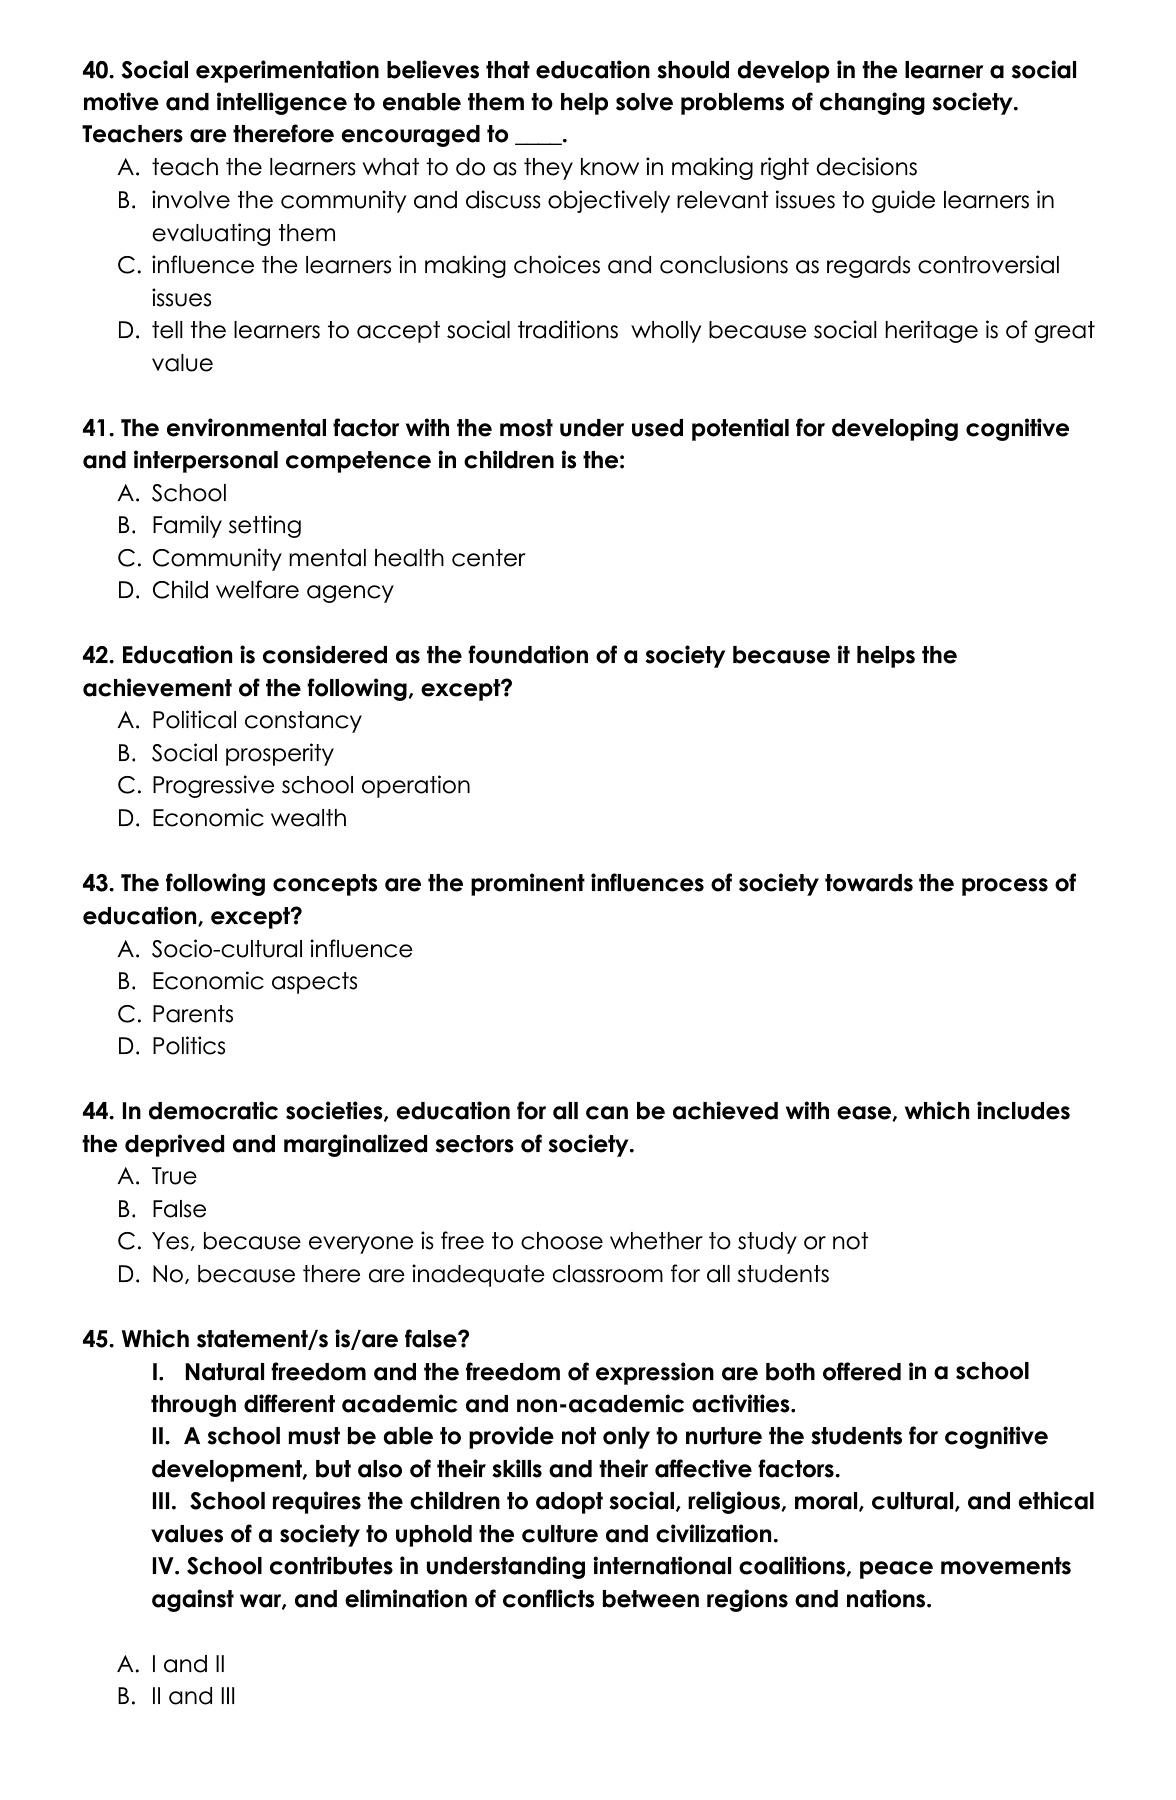 40. Social experimentation believes that education should develop in the learner a social
motive and intelligence to enable them to help solve problems of changing society.
Teachers are therefore encouraged to ____.
A. teach the learners what to do as they know in making right decisions
B. involve the community and discuss objectively relevant issues to guide learners in
evaluating them
C. influence the learners in making choices and conclusions as regards controversial
issues
D. tell the learners to accept social traditions  wholly because social heritage is of great
value
41. The environmental factor with the most under used potential for developing cognitive
and interpersonal competence in children is the:
A. School
B. Family setting
C. Community mental health center
D. Child welfare agency
42. Education is considered as the foundation of a society because it helps the
achievement of the following, except?
A. Political constancy
B. Social prosperity
C. Progressive school operation
D. Economic wealth
43. The following concepts are the prominent influences of society towards the process of
education, except?
A. Socio-cultural influence
B. Economic aspects
C. Parents
D. Politics
44. In democratic societies, education for all can be achieved with ease, which includes
the deprived and marginalized sectors of society.
A. True
B. False
C. Yes, because everyone is free to choose whether to study or not
D. No, because there are inadequate classroom for all students
45. Which statement/s is/are false?
I. Natural freedom and the freedom of expression are both offered in a school
through different academic and non-academic activities.
II. A school must be able to provide not only to nurture the students for cognitive
development, but also of their skills and their affective factors.
III. School requires the children to adopt social, religious, moral, cultural, and ethical
values of a society to uphold the culture and civilization.
IV. School contributes in understanding international coalitions, peace movements
against war, and elimination of conflicts between regions and nations.
A. I and II
B. II and III